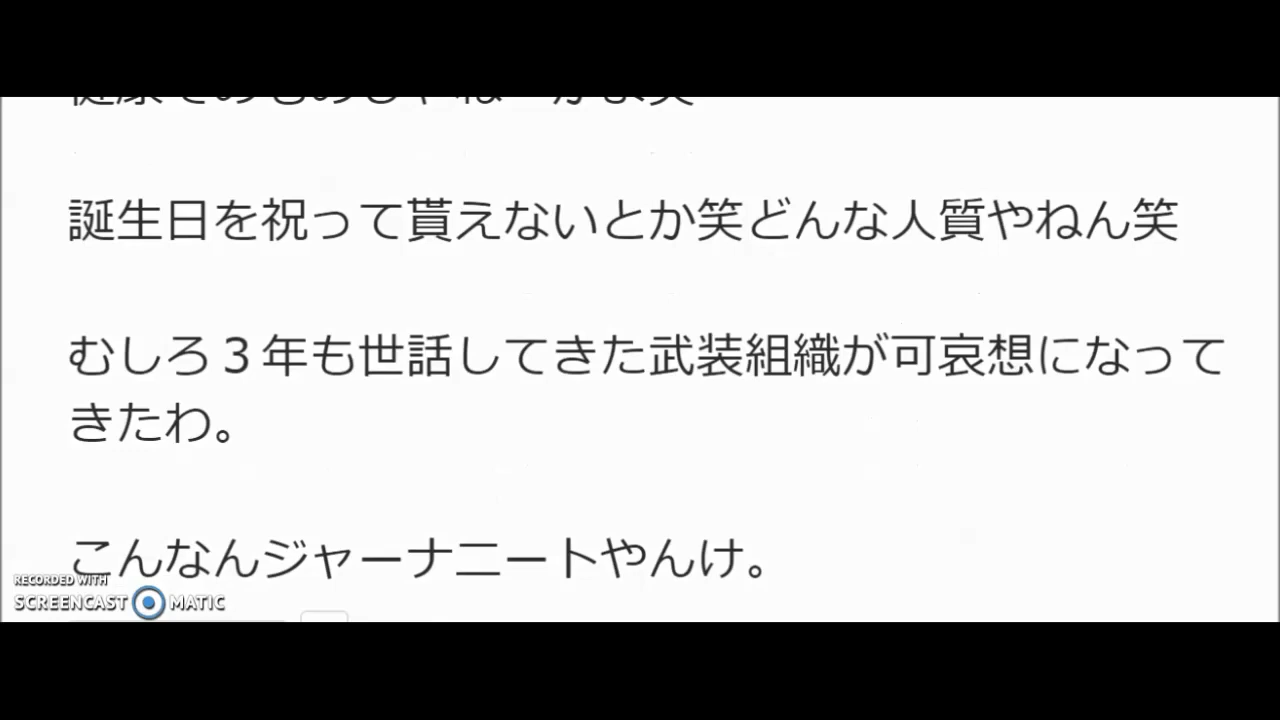 誕生日を祝って貰えないとか笑どんな人質やねん笑
むしろ３年も世話してきた武装組織が可哀想になって
きたわ。
こんなんジャーナニートやんけ。
RECORDED WITH
SCREENCAST MATIC